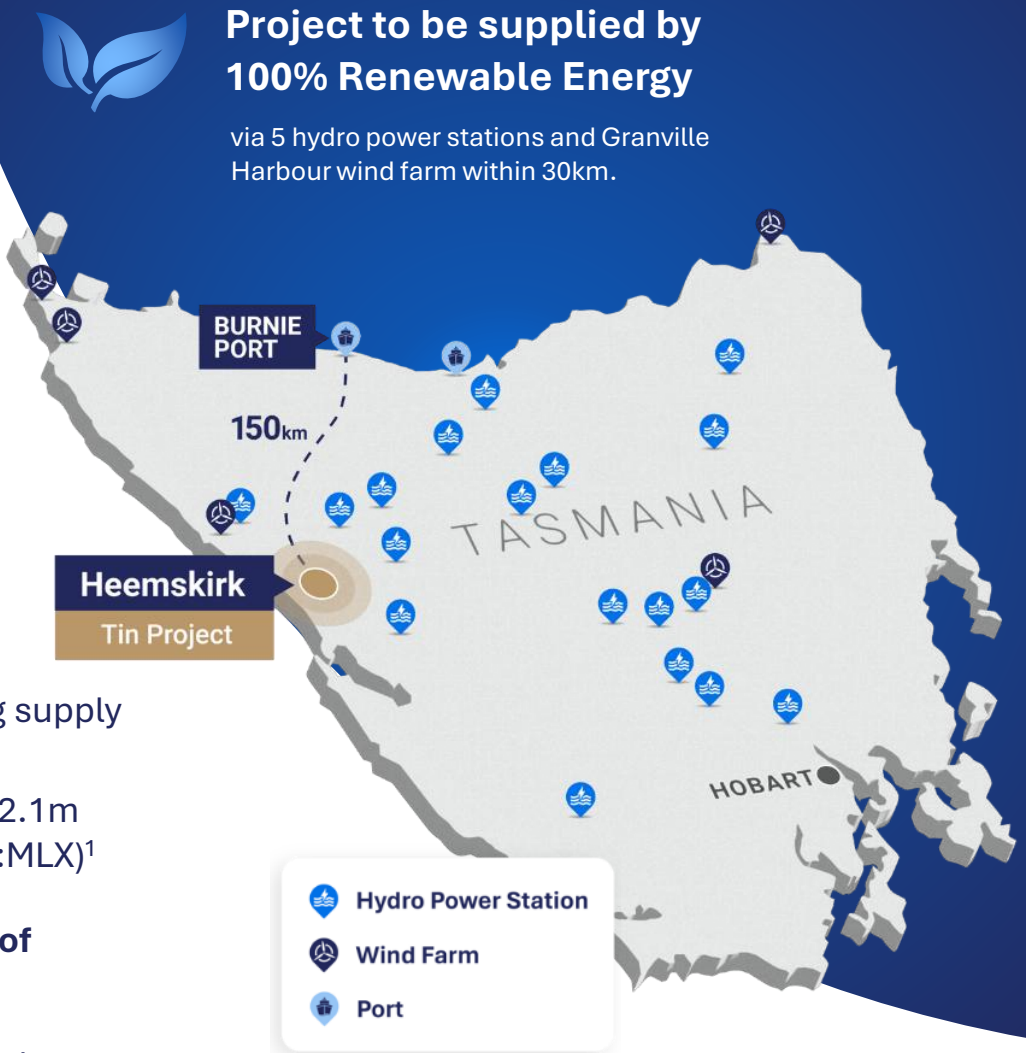 Project to be supplied by
100% Renewable Energy
via 5 hydro power stations and Granville
Harbour wind farm within 30km.
BURNIE
PORT
150km
TASMANIA
Heemskirk
Tin Project
supply
2.1m
:MLX)1
of
HOBART
Hydro Power Station
Wind Farm
Port